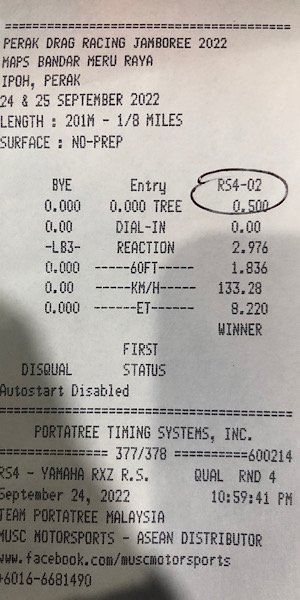 PERAK DRAG RACING JAMBOREE 2022
MAPS BANDAR MERU RAYA
IPOH, PERAK
24 & 25 SEPTEMBER 2022
LENGTH : 201M - 1/8 MILES
SURFACE : NO-PREP
BYE Entry RS4-02
0.000 0.000 TREE 0.500
0.00 DIAL-IN 0.00
-LB3- REACTION 2.976
0.000 -----60FT----- 1.836
0.00 -----KM/H----- 133.28
0.000 ------ET------ 8.220
WINNER
FIRST
DISQUAL STATUS
Autostart Disabled
PORTATREE TIMING SYSTEMS, INC.
================ 377/378 ==========600214
RS4 - YAMAHA RXZ R.S. QUAL RND 4
September 24, 2022 10:59:41 PM
TEAM PORTATREE MALAYSIA
MUSC MOTORSPORTS - ASEAN DISTRIBUTOR
www.facebook.com/muscmotorsports
+6016-6681490